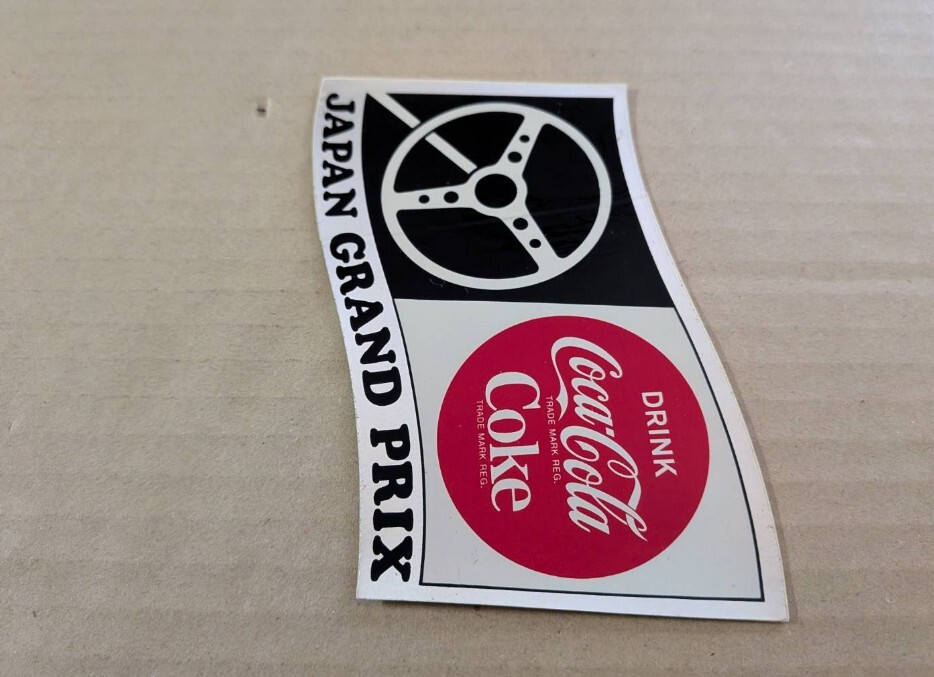 DRINK
Coca-Cola
TRADE MARK REG.
Coke
TRADE MARK REG.
JAPAN GRAND PRIX